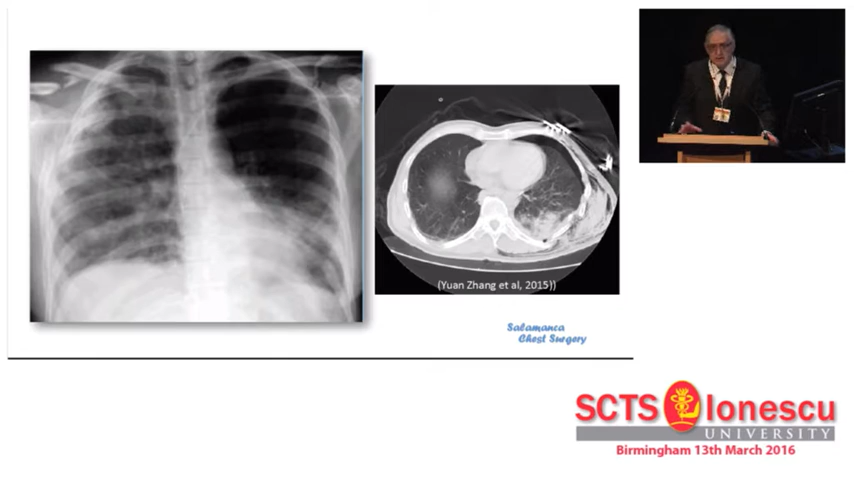 (Yuan Zhang et al, 2015))
Salamanca
Chest Surgery
SCTS Ionescu
UNIVERSITY
Birmingham 13th March 2016